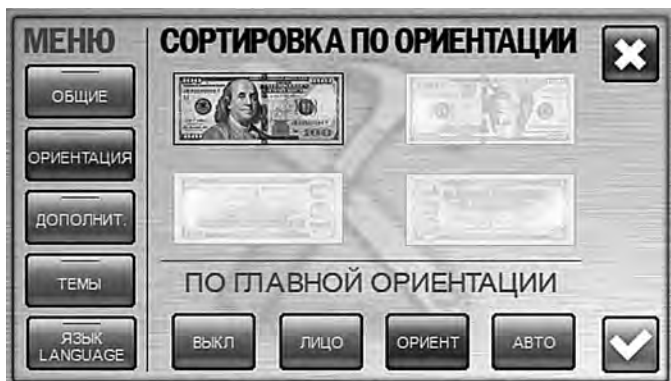 МЕНЮ
СОРТИРОВКА ПО ОРИЕНТАЦИИ
ОБЩИЕ
ОРИЕНТАЦИЯ
ДОПОЛНИТ.
ТЕМЫ
ЯЗЫК
LANGUAGE
ПО ГЛАВНОЙ ОРИЕНТАЦИИ
ВЫКЛ
ЛИЦО
ОРИЕНТ
АВТО